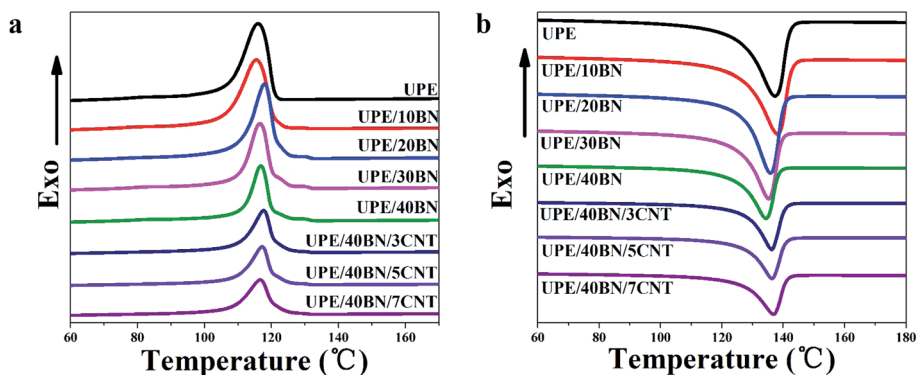 a
Exo
UPE
UPE/10BN
UPE/20BN
UPE/30BN
UPE/40BN
UPE/40BN/3CNT
UPE/40BN/5CNT
UPE/40BN/7CNT
60 80 100 120 140 160
Temperature (℃)
b
Exo
UPE
UPE/10BN
UPE/20BN
UPE/30BN
UPE/40BN
UPE/40BN/3CNT
UPE/40BN/5CNT
UPE/40BN/7CNT
60 80 100 120 140 160 180
Temperature (℃)